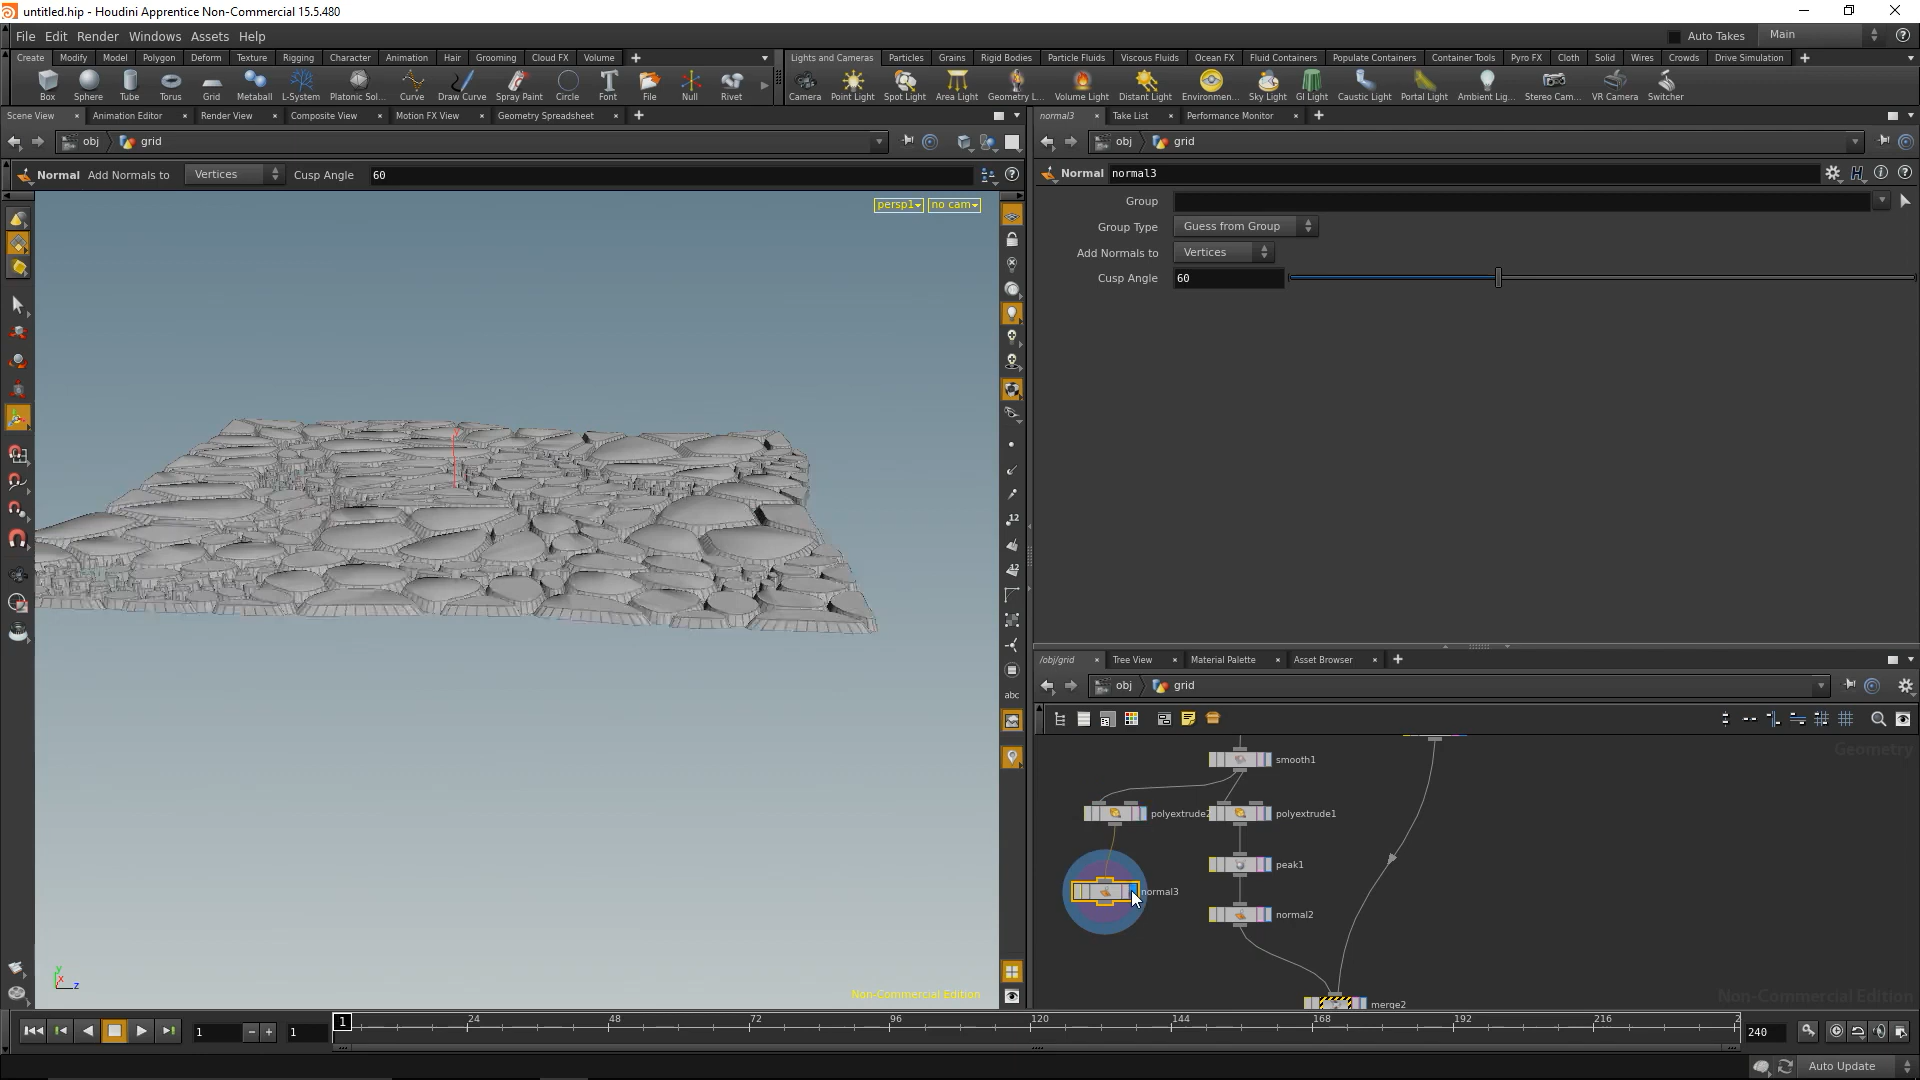 untitled.hip - Houdini Apprentice Non-Commercial 15.5.480
File Edit Render Windows Assets Help
Auto Takes Main
Create Modify Model Polygon Deform Texture Rigging Character Animation Hair Grooming Cloud FX Volume
Lights and Cameras Particles Grains Rigid Bodies Particle Fluids Viscous Fluids Ocean FX Fluid Containers Populate Containers Container Tools Pyro FX Cloth Solid Wires Crowds Drive Simulation
Box Sphere Tube Torus Grid Metaball L-System Platonic Sol... Curve Draw Curve Spray Paint Circle Font File Null Rivet
Camera Point Light Spot Light Area Light Geometry L... Volume Light Distant Light Environmen... Sky Light GI Light Caustic Light Portal Light Ambient Lig... Stereo Cam... VR Camera Switcher
Scene View Animation Editor Render View Composite View Motion FX View Geometry Spreadsheet
normal3 Take List Performance Monitor
obj grid
obj grid
Normal Add Normals to Vertices Cusp Angle 60
Normal normal3
Group
Group Type Guess from Group
Add Normals to Vertices
Cusp Angle 60
persp1 no cam
12
12
abc
y
y
x
z
Non-Commercial Edition
/obj/grid Tree View Material Palette Asset Browser
obj grid
Geometry
smooth1
polyextrude2
polyextrude1
peak1
normal3
normal2
merge2
Non-Commercial Edition
1 1 1 24 48 72 96 120 144 168 192 216 2 240
Auto Update